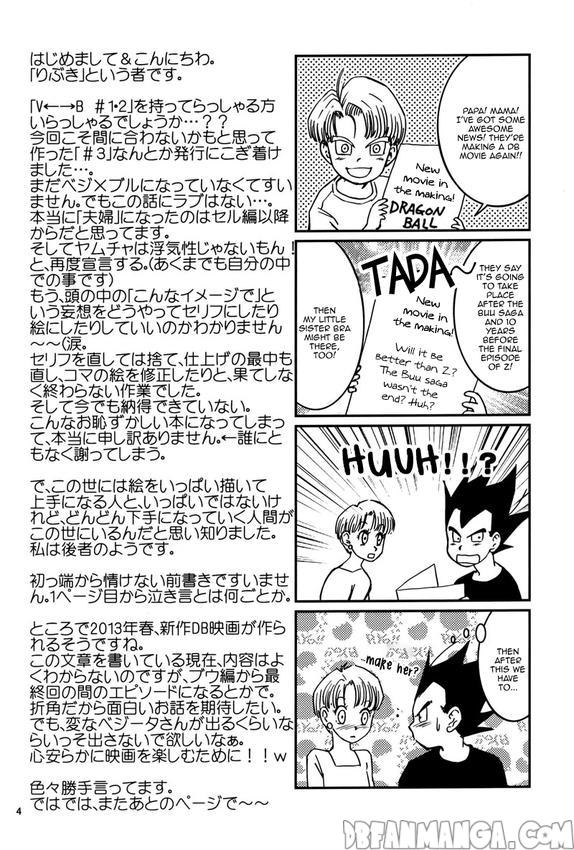 はじめまして＆こんにちわ。
「りぶき」という者です。
「V←→B　#1・2」を持ってらっしゃる方
いらっしゃるでしょうか…？？
今回こそ間に合わないかもと思って
作った「#3」なんとか発行にこぎ着け
ました…。
まだベジ×ブルになっていなくてすい
ません。でもこの話にラブはない…。
本当に「夫婦」になったのはセル編以降
からだと思ってます。
そしてヤムチャは浮気性じゃないもん！
と、再度宣言する。（あくまでも自分の中
での事です）
もう、頭の中の「こんなイメージで」と
いう妄想をどうやってセリフにしたり
絵にしたりしていいのかわかりません
～～（涙。
セリフを直しては捨て、仕上げの最中も
直し、コマの絵を修正したりと、果てしな
く終わらない作業でした。
そして今でも納得できていない。
こんなお恥ずかしい本になってしまっ
て、本当に申し訳ありません。←誰にと
もなく謝ってしまう。
で、この世には絵をいっぱい描いて
上手になる人と、いっぱいではないけ
れど、どんどん下手になっていく人間が
この世にいるんだと思い知りました。
私は後者のようです。
初っ端から情けない前書きですいませ
ん。1ページ目から泣き言とは何ごとか。
ところで2013年春、新作DB映画が作ら
れるそうですね。
この文章を書いている現在、内容はよ
くわからないのですが、ブウ編から最
終回の間のエピソードになるとかで。
折角だから面白いお話を期待したい。
でも、変なベジータさんが出るくらいな
らいっそ出さないで欲しいなぁ。
心安らかに映画を楽しむために！！w
色々勝手言ってます。
ではでは、またあとのページで～～
4
PAPA! MAMA!
I'VE GOT SOME
AWESOME
NEWS! THEY'RE
MAKING A DB
MOVIE AGAIN!!
New
movie in
the making!
DRAGON
BALL
TADA
THEY SAY
IT'S GOING
TO TAKE
PLACE AFTER
THE BUU SAGA
AND 10 YEARS
BEFORE
THE FINAL
EPISODE
OF Z!
New
movie in
the making!
Will it be
better than Z?
The Buu saga
wasn't the
end? Huh?
THEN
MY LITTLE
SISTER BRA
MIGHT BE
THERE,
TOO!
HUUH!!?
THEN
AFTER
THIS WE
HAVE TO...
make her?
DBFANMANGA.COM